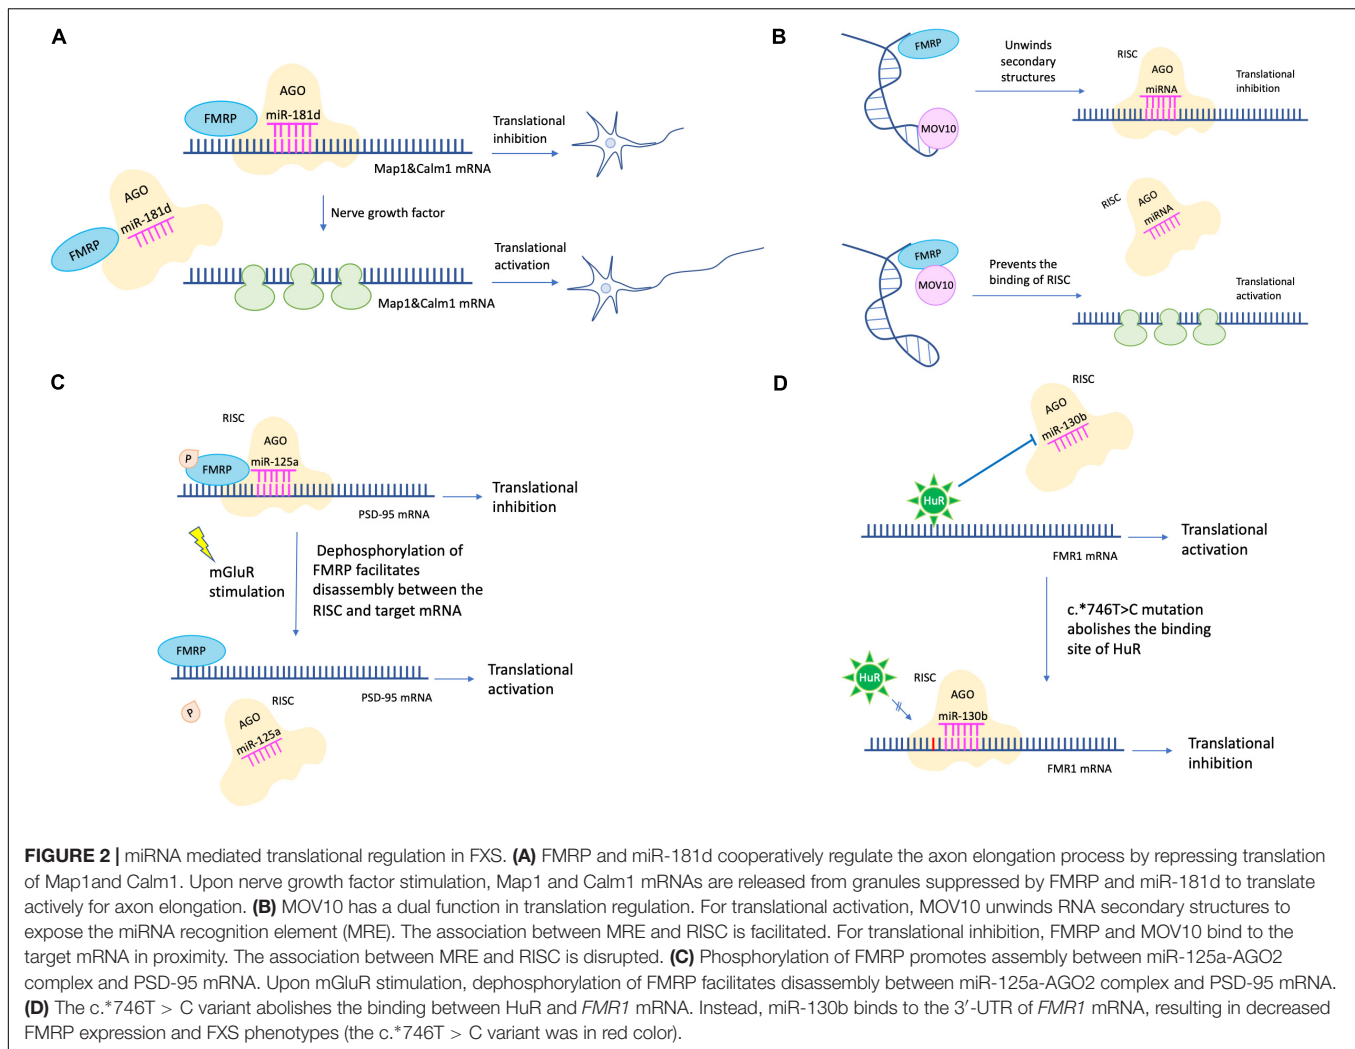 A
AGO
FMRP
miR-181d
Map1&Calm1 mRNA
Translational
inhibition
AGO
miR-181d
FMRP
Nerve growth factor
Map1&Calm1 mRNA
Translational
activation
B
FMRP
MOV10
Unwinds
secondary
structures
RISC
AGO
miRNA
Translational
inhibition
RISC
AGO
miRNA
FMRP
MOV10
Prevents the
binding of RISC
Translational
activation
C
RISC
AGO
P
FMRP
miR-125a
PSD-95 mRNA
Translational
inhibition
mGluR
stimulation
Dephosphorylation of
FMRP facilitates
disassembly between the
RISC and target mRNA
FMRP
PSD-95 mRNA
Translational
activation
P
RISC
AGO
miR-125a
D
RISC
AGO
miR-130b
HuR
FMR1 mRNA
Translational
activation
c.*746T>C mutation
abolishes the binding
site of HuR
HuR
RISC
AGO
miR-130b
FMR1 mRNA
Translational
inhibition
FIGURE 2 | miRNA mediated translational regulation in FXS. (A) FMRP and miR-181d cooperatively regulate the axon elongation process by repressing translation
of Map1and Calm1. Upon nerve growth factor stimulation, Map1 and Calm1 mRNAs are released from granules suppressed by FMRP and miR-181d to translate
actively for axon elongation. (B) MOV10 has a dual function in translation regulation. For translational activation, MOV10 unwinds RNA secondary structures to
expose the miRNA recognition element (MRE). The association between MRE and RISC is facilitated. For translational inhibition, FMRP and MOV10 bind to the
target mRNA in proximity. The association between MRE and RISC is disrupted. (C) Phosphorylation of FMRP promotes assembly between miR-125a-AGO2
complex and PSD-95 mRNA. Upon mGluR stimulation, dephosphorylation of FMRP facilitates disassembly between miR-125a-AGO2 complex and PSD-95 mRNA.
(D) The c.*746T > C variant abolishes the binding between HuR and FMR1 mRNA. Instead, miR-130b binds to the 3′-UTR of FMR1 mRNA, resulting in decreased
FMRP expression and FXS phenotypes (the c.*746T > C variant was in red color).